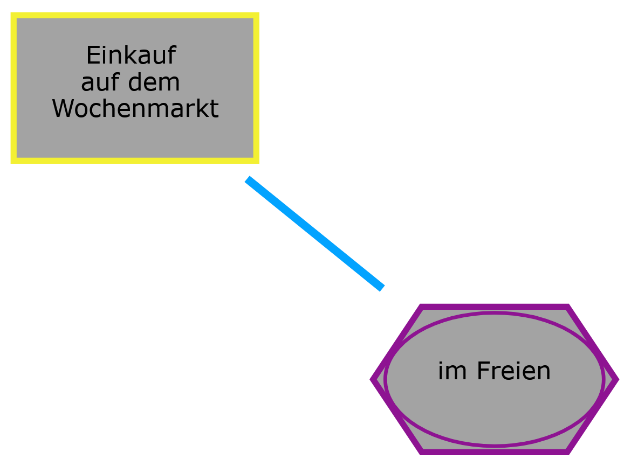 Einkauf
auf dem
Wochenmarkt
im Freien